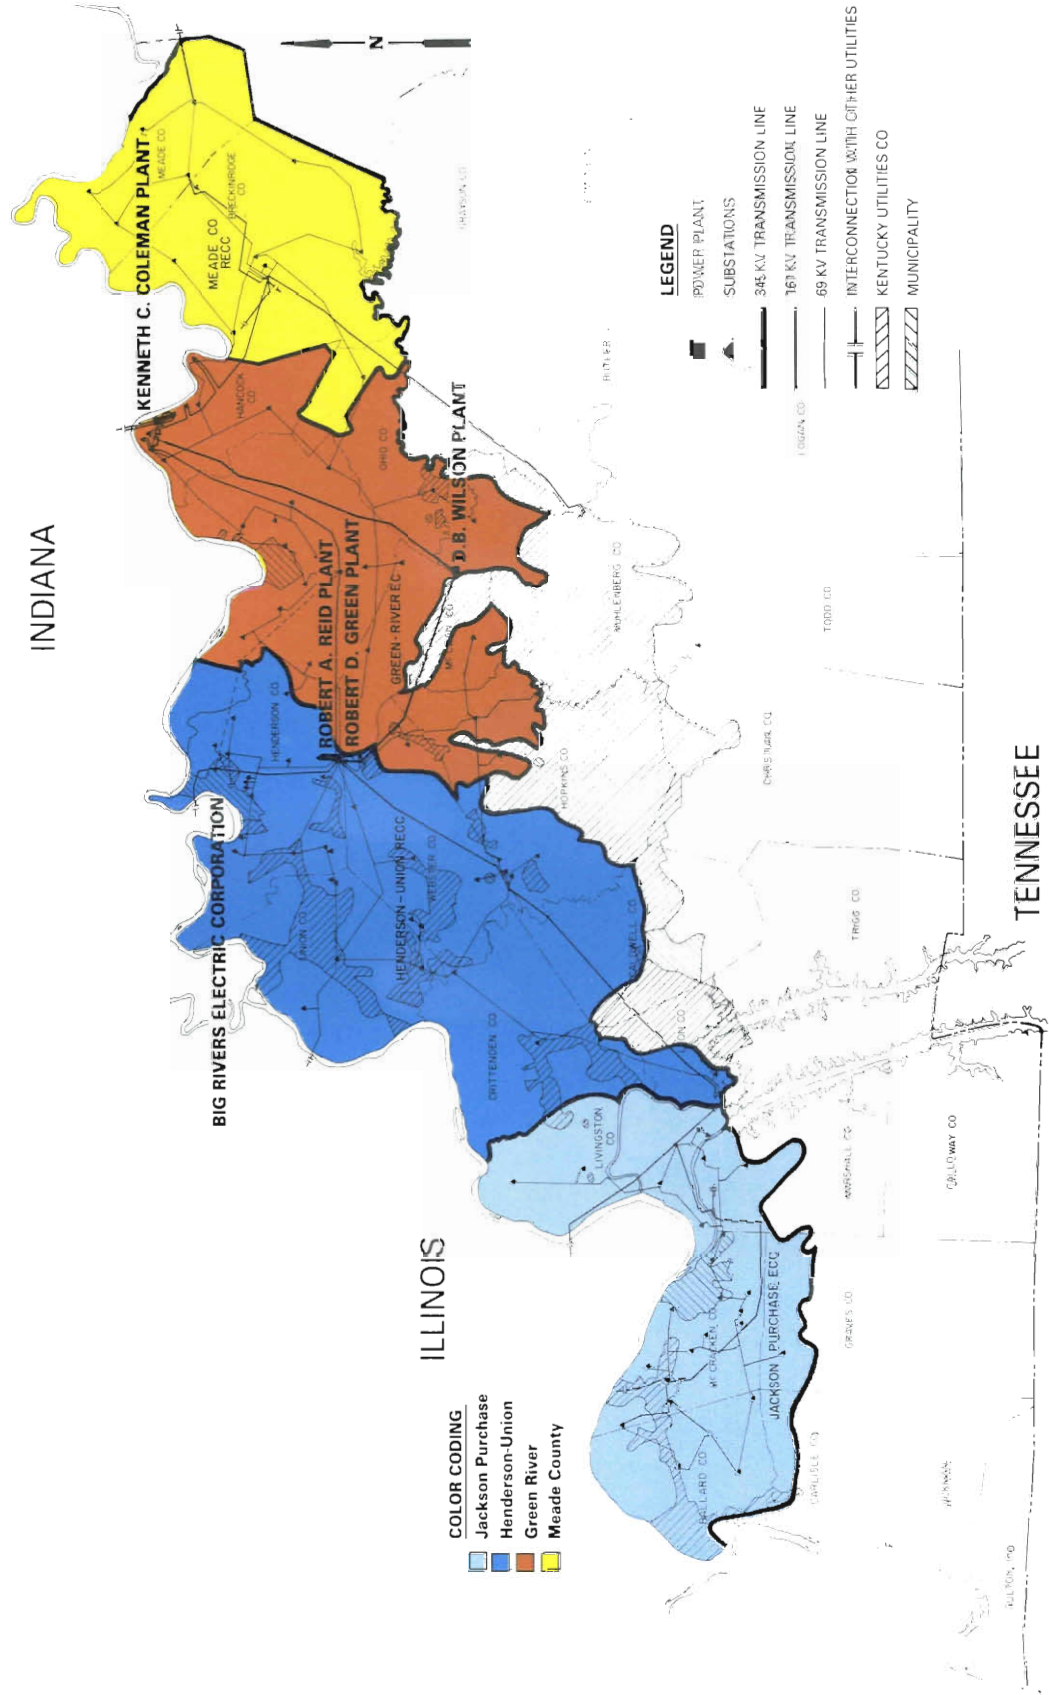 INDIANA
ILLINOIS
TENNESSEE
BIG RIVERS ELECTRIC CORPORATION
KENNETH C. COLEMAN PLANT
ROBERT A. REID PLANT
ROBERT D. GREEN PLANT
D.B. WILSON PLANT
COLOR CODING
Jackson Purchase
Henderson-Union
Green River
Meade County
LEGEND
POWER PLANT
SUBSTATIONS
345 KV TRANSMISSION LINE
161 KV TRANSMISSION LINE
69 KV TRANSMISSION LINE
INTERCONNECTION WITH OTHER UTILITIES
KENTUCKY UTILITIES CO
MUNICIPALITY
N
MEADE CO
BRECKINRIDGE
CO
MEADE CO
RECC
GRAYSON CO
HANCOCK
CO
OHIO CO
BUTLER
GREEN-RIVER EC
MUHLENBERG CO
LOGAN CO
TODD CO
HENDERSON CO
HOPKINS CO
CHRISTIAN CO
UNION CO
HENDERSON-UNION RECC
WEBSTER CO
TRIGG CO
CRITTENDEN CO
LIVINGSTON
CO
MARSHALL CO
CALLOWAY CO
McCRACKEN CO
JACKSON PURCHASE ECC
GRAVES CO
BALLARD CO
CARLISLE CO